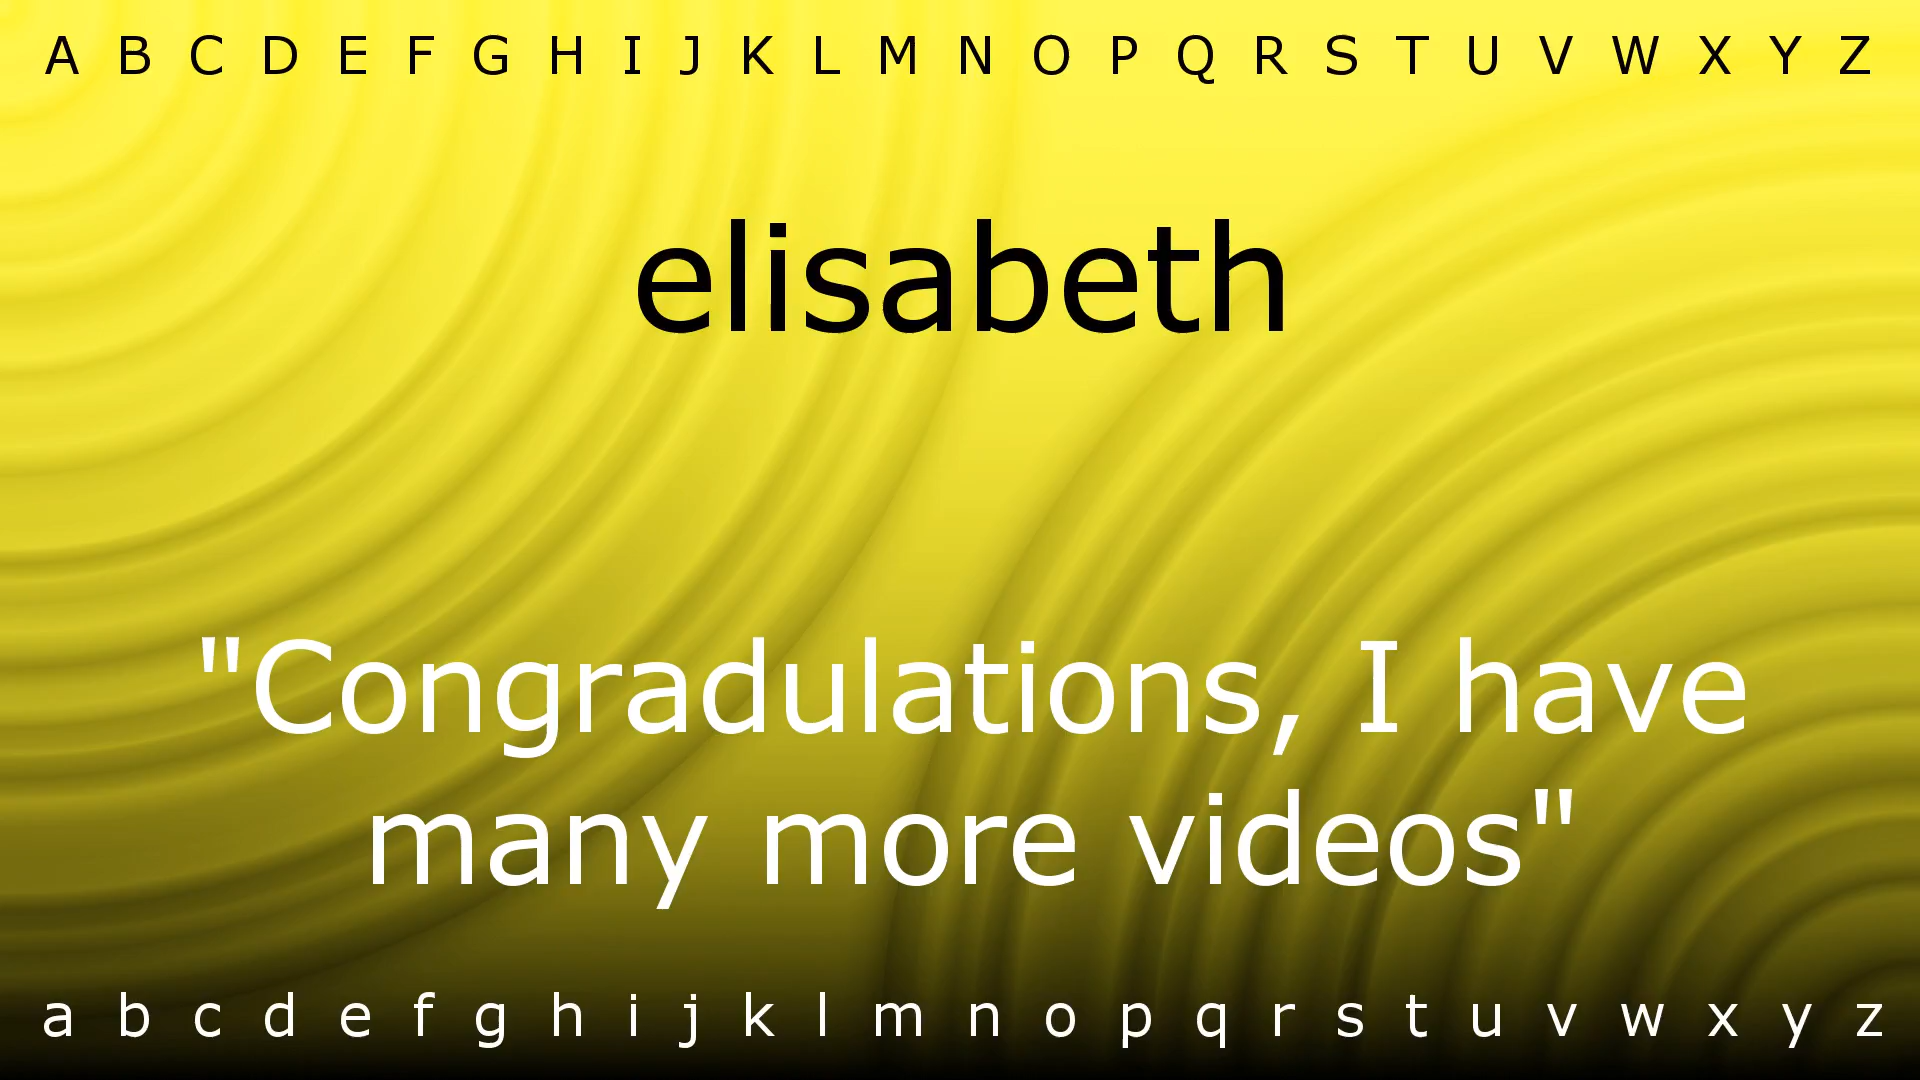 A B C D E F G H I J K L M N O P Q R S T U V W X Y Z
elisabeth
"Congradulations, I have
many more videos"
a b c d e f g h i j k l m n o p q r s t u v w x y z